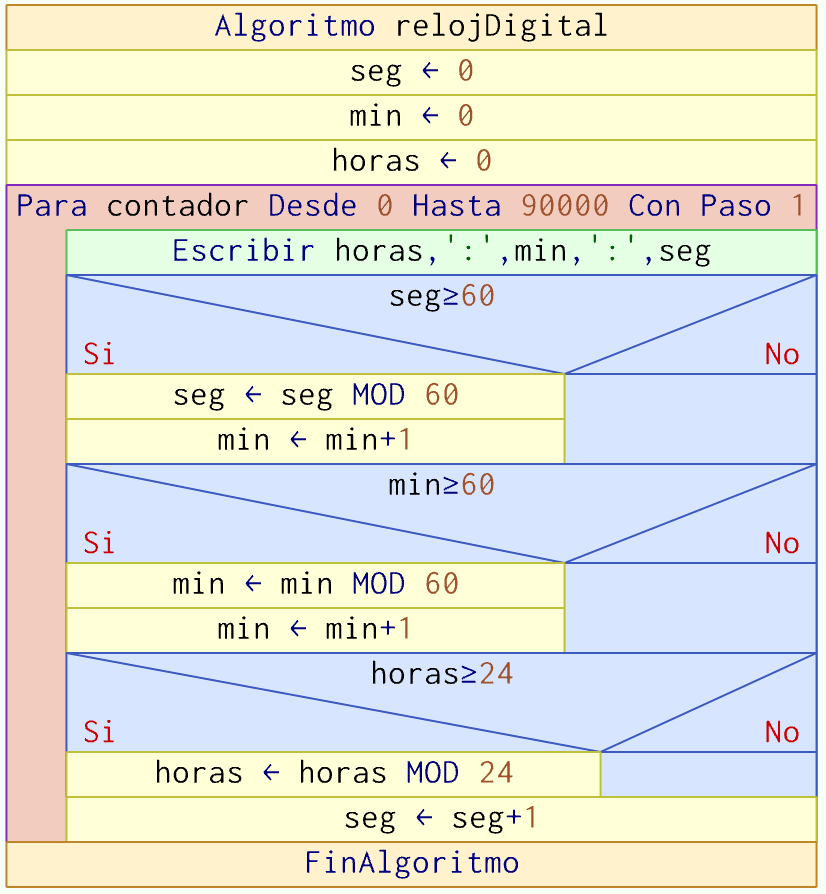 Algoritmo relojDigital
seg ← 0
min ← 0
horas ← 0
Para contador Desde 0 Hasta 90000 Con Paso 1
Escribir horas,':',min,':',seg
seg≥60
Si No
seg ← seg MOD 60
min ← min+1
min≥60
Si No
min ← min MOD 60
min ← min+1
horas≥24
Si No
horas ← horas MOD 24
seg ← seg+1
FinAlgoritmo